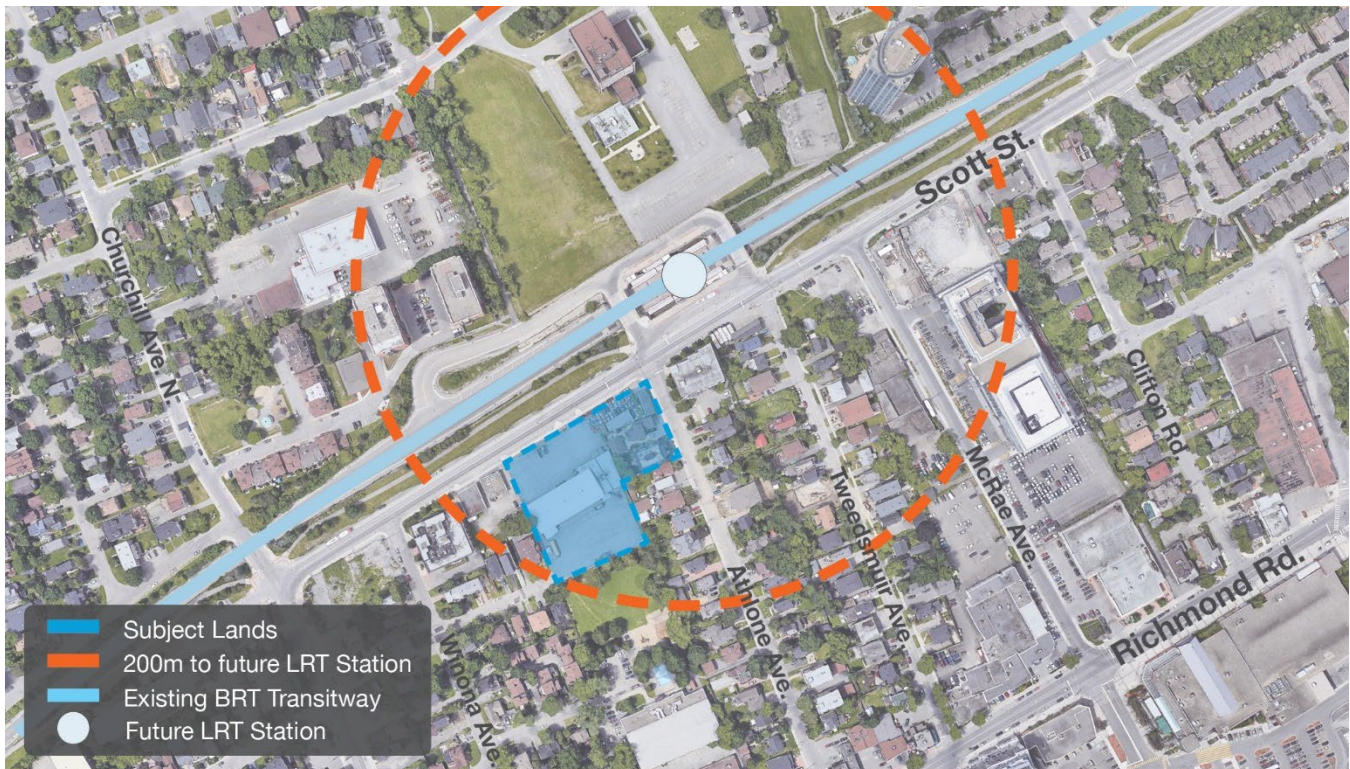 Scott St.
Churchill Ave. N.
Clifton Rd
McRae Ave.
Tweedsmuir Ave.
Athlone Ave.
Richmond Rd.
Winona Ave.
Subject Lands
200m to future LRT Station
Existing BRT Transitway
Future LRT Station